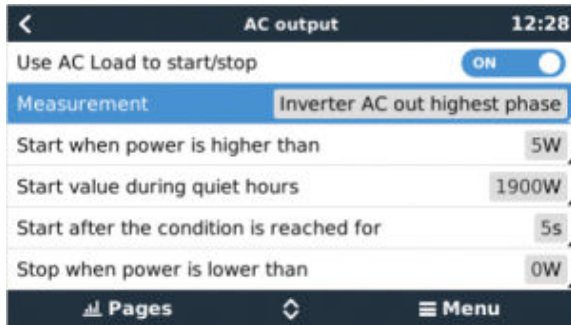 AC output 12:28
Use AC Load to start/stop ON
Measurement Inverter AC out highest phase
Start when power is higher than 5W
Start value during quiet hours 1900W
Start after the condition is reached for 5s
Stop when power is lower than 0W
Pages Menu